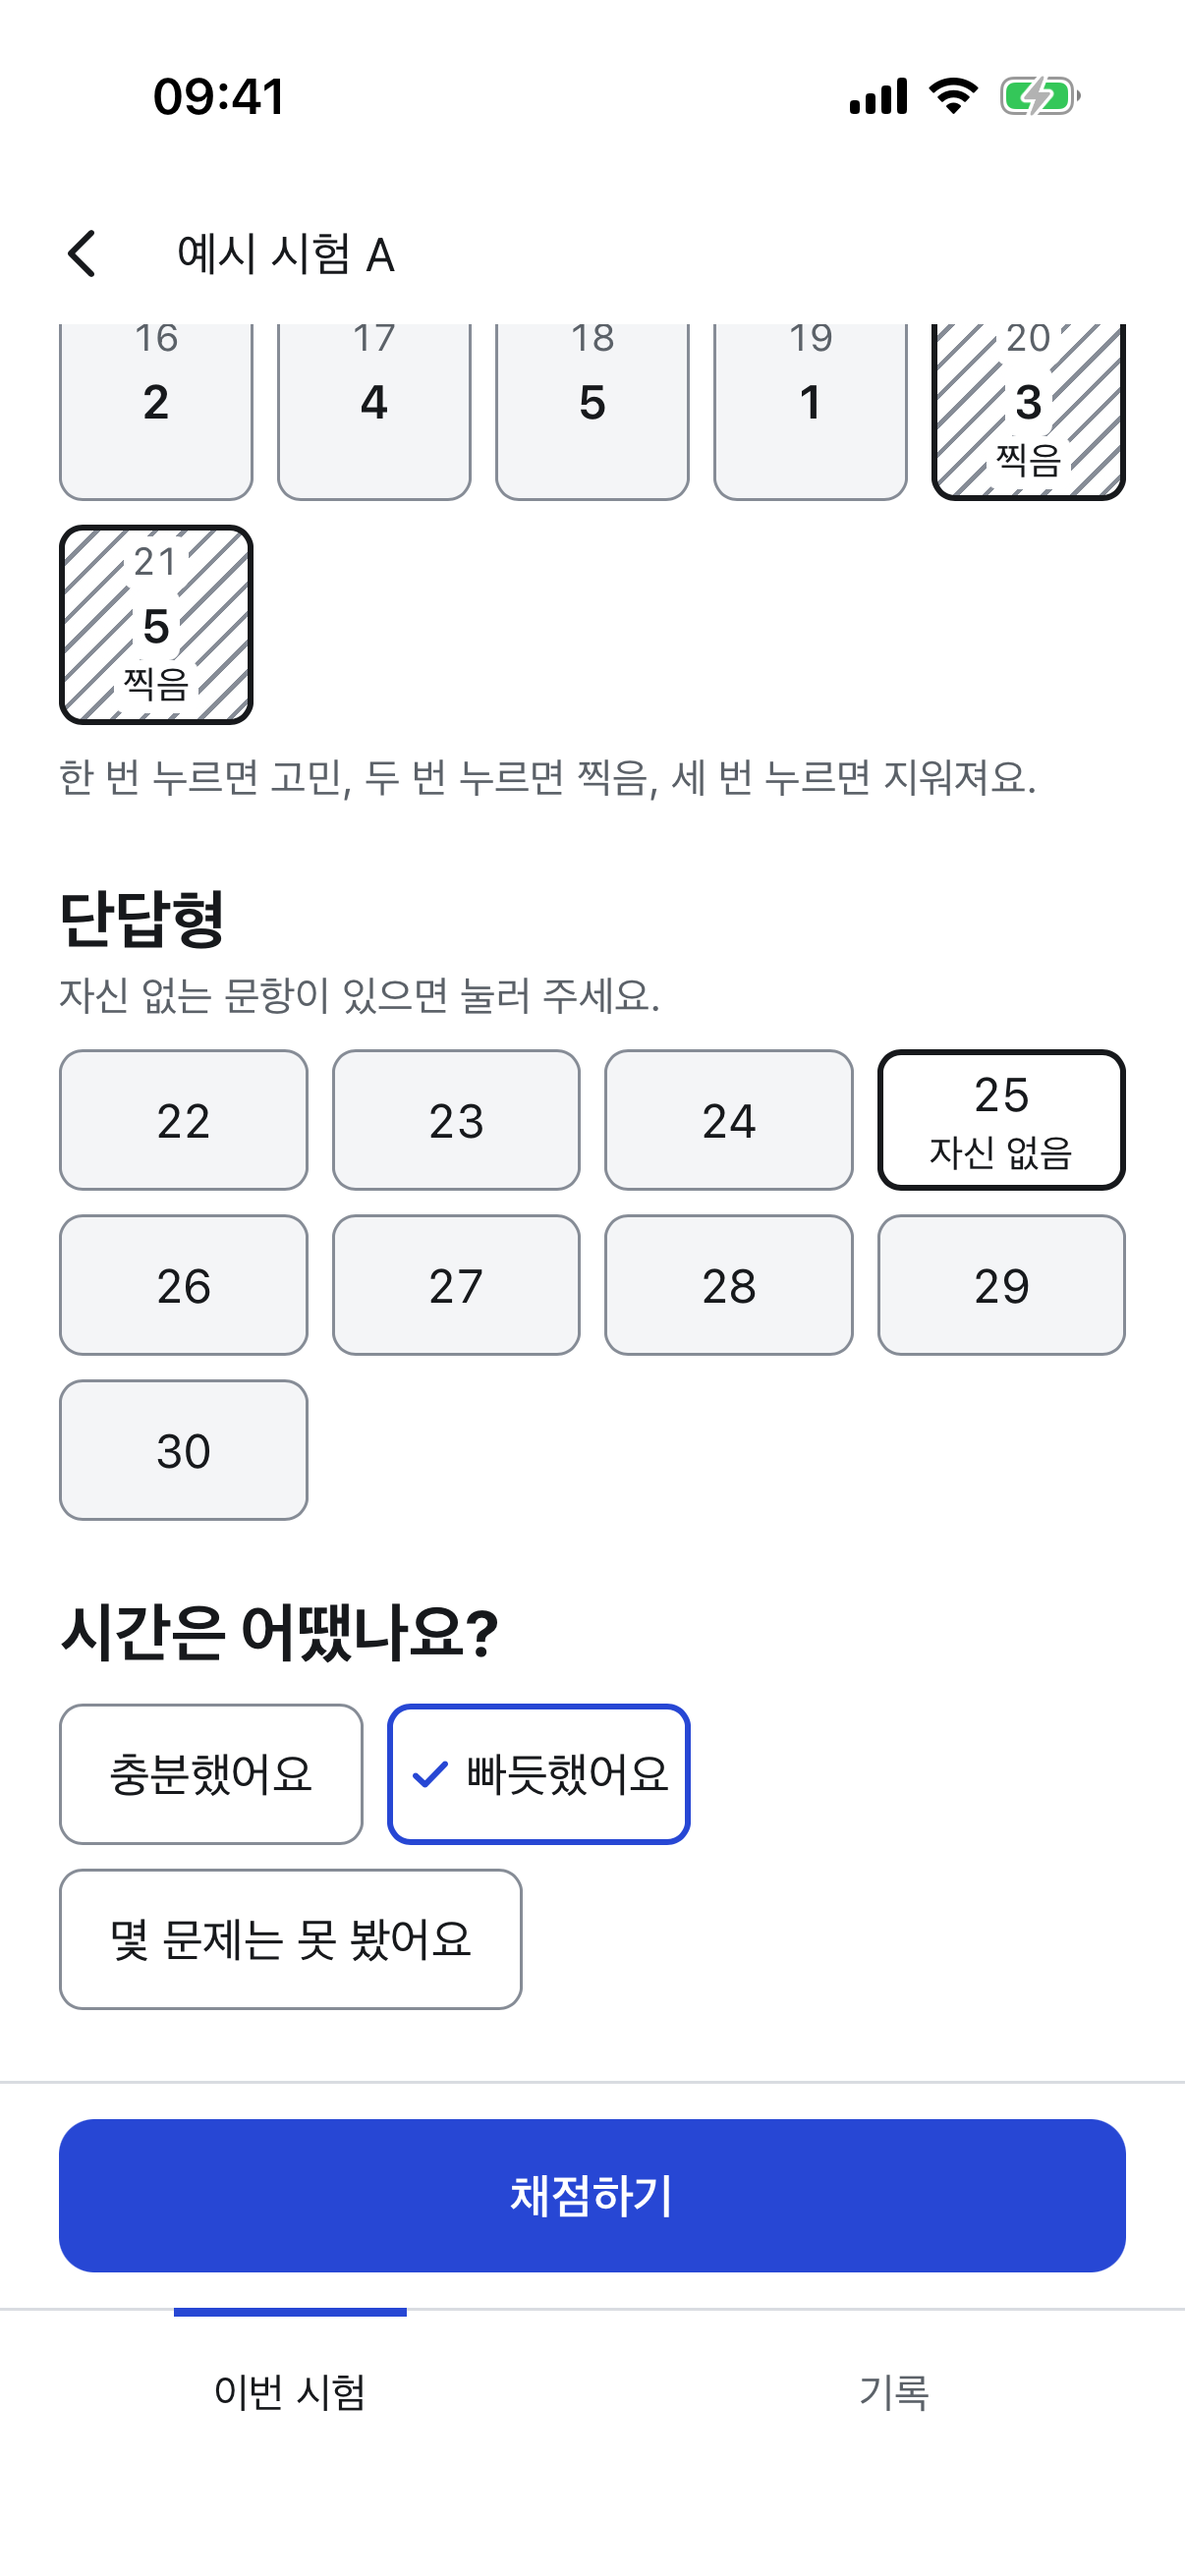 09:41
예시 시험 A
16 17 18 19 20
2 4 5 1 3
찍음
21
5
찍음
한 번 누르면 고민, 두 번 누르면 찍음, 세 번 누르면 지워져요.
단답형
자신 없는 문항이 있으면 눌러 주세요.
22 23 24 25
자신 없음
26 27 28 29
30
시간은 어땠나요?
충분했어요 빠듯했어요
몇 문제는 못 봤어요
채점하기
이번 시험 기록